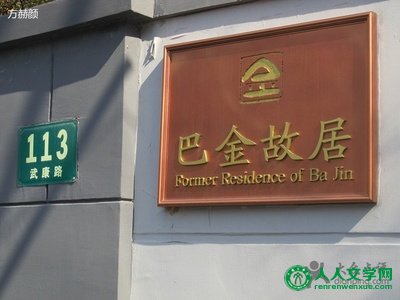 方赫颜
113
武康路
巴金故居
Former Residence of Ba Jin
人人文学网
renrenwenxue.com